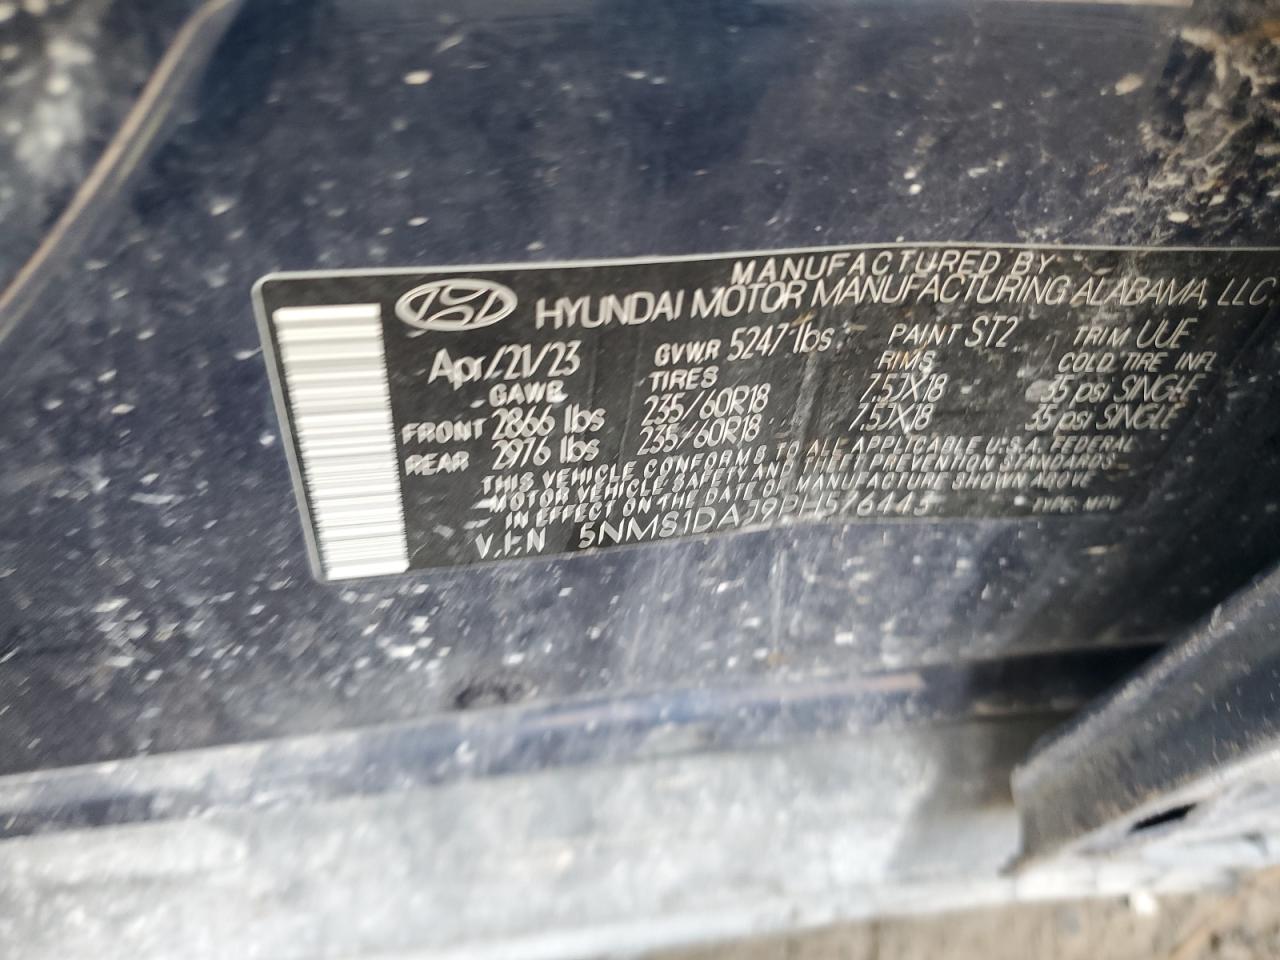 MANUFACTURED BY
HYUNDAI MOTOR MANUFACTURING ALABAMA, LLC
Apr/21/23 GVWR 5247 lbs PAINT ST2 TRIM UUE
GAWR TIRES RIMS COLD TIRE INFL
FRONT 2866 lbs 235/60R18 7.5JX18 35 psi SINGLE
REAR 2976 lbs 235/60R18 7.5JX18 35 psi SINGLE
THIS VEHICLE CONFORMS TO ALL APPLICABLE U.S.A. FEDERAL
MOTOR VEHICLE SAFETY AND THEFT PREVENTION STANDARDS
IN EFFECT ON THE DATE OF MANUFACTURE SHOWN ABOVE
V.I.N 5NMS1DAJ9PH576445 TYPE: MPV